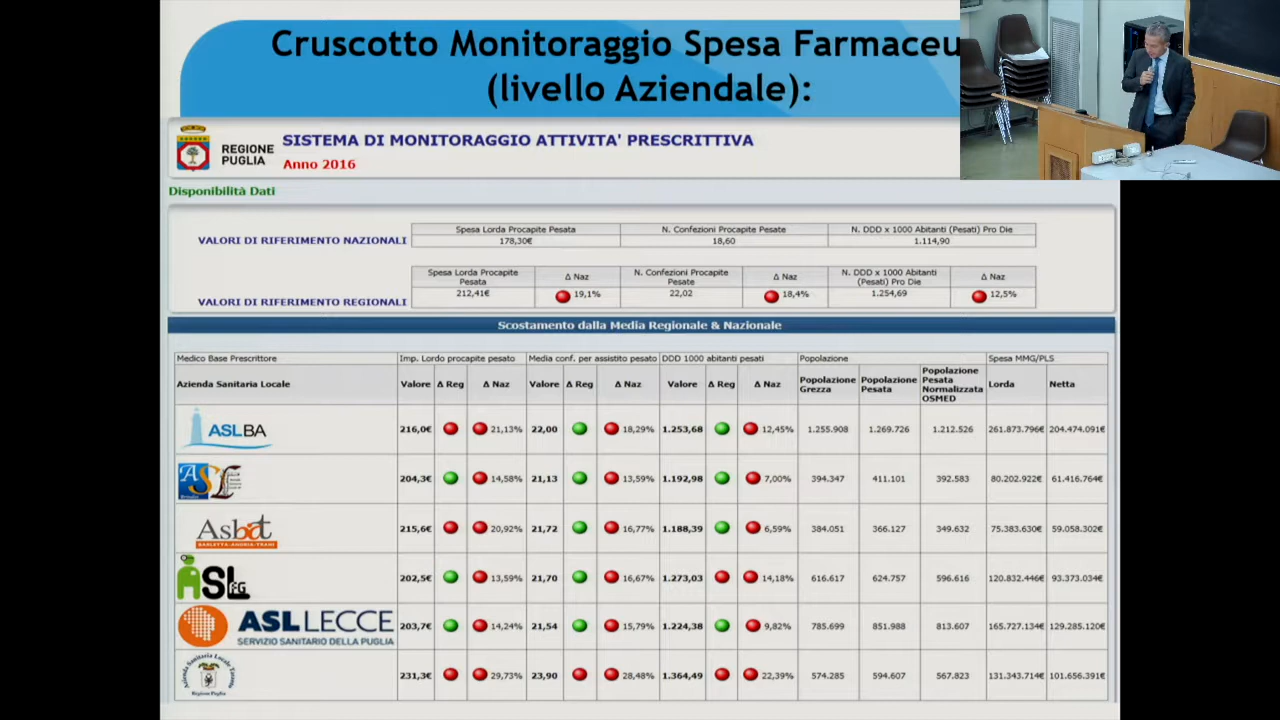 Cruscotto Monitoraggio Spesa Farmaceu
(livello Aziendale):
REGIONE
PUGLIA
SISTEMA DI MONITORAGGIO ATTIVITA' PRESCRITTIVA
Anno 2016
Disponibilità Dati
VALORI DI RIFERIMENTO NAZIONALI
Spesa Lorda Procapite Pesata N. Confezioni Procapite Pesate N. DDD x 1000 Abitanti (Pesati) Pro Die
178,30€ 18,60 1.114,90
VALORI DI RIFERIMENTO REGIONALI
Spesa Lorda Procapite Pesata Δ Naz N. Confezioni Procapite Pesate Δ Naz N. DDD x 1000 Abitanti (Pesati) Pro Die Δ Naz
212,41€ 19,1% 22,02 18,4% 1.254,69 12,5%
Scostamento dalla Media Regionale & Nazionale
Medico Base Prescrittore Imp. Lordo procapite pesato Media conf. per assistito pesato DDD 1000 abitanti pesati Popolazione Spesa MMG/PLS
Azienda Sanitaria Locale Valore Δ Reg Δ Naz Valore Δ Reg Δ Naz Valore Δ Reg Δ Naz Popolazione Grezza Popolazione Pesata Popolazione Pesata Normalizzata OSMED Lorda Netta
ASLBA 216,0€ 21,13% 22,00 18,29% 1.253,68 12,45% 1.255.908 1.269.726 1.212.526 261.873.796€ 204.474.091€
ASL 204,3€ 14,58% 21,13 13,59% 1.192,98 7,00% 394.347 411.101 392.583 80.202.922€ 61.416.764€
Asbat
BARLETTA-ANDRIA-TRANI
215,6€ 20,92% 21,72 16,77% 1.188,39 6,59% 384.051 366.127 349.632 75.383.630€ 59.058.302€
ASL FG 202,5€ 13,59% 21,70 16,67% 1.273,03 14,18% 616.617 624.757 596.616 120.832.446€ 93.373.034€
ASL LECCE
SERVIZIO SANITARIO DELLA PUGLIA
203,7€ 14,24% 21,54 15,79% 1.224,38 9,82% 785.699 851.988 813.607 165.727.134€ 129.285.120€
Azienda Sanitaria Locale Taranto
Regione Puglia
231,3€ 29,73% 23,90 28,48% 1.364,49 22,39% 574.285 594.607 567.823 131.343.714€ 101.656.391€